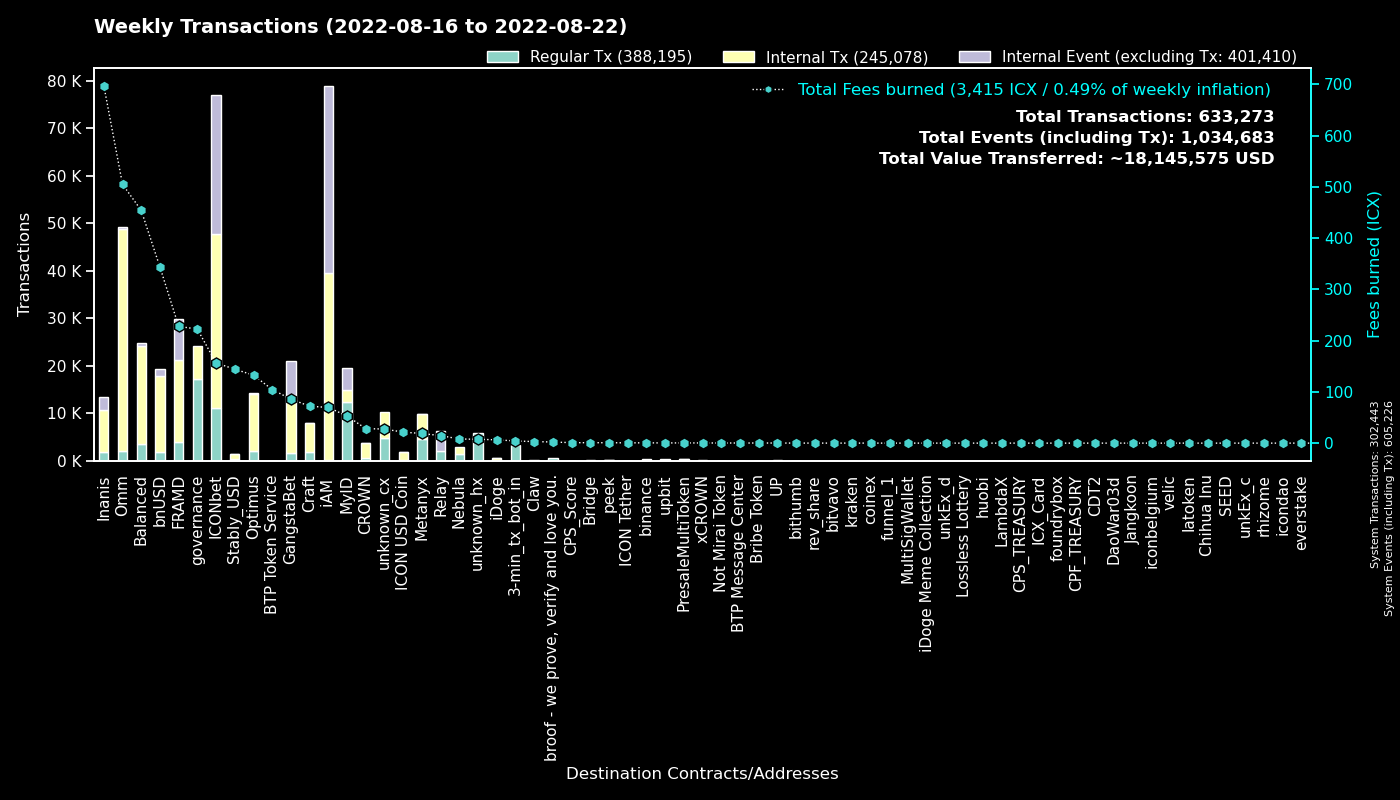 Weekly Transactions (2022-08-16 to 2022-08-22)
Regular Tx (388,195)
Internal Tx (245,078)
Internal Event (excluding Tx: 401,410)
Total Fees burned (3,415 ICX / 0.49% of weekly inflation)
Total Transactions: 633,273
Total Events (including Tx): 1,034,683
Total Value Transferred: ~18,145,575 USD
Transactions
80 K
70 K
60 K
50 K
40 K
30 K
20 K
10 K
0 K
700
600
500
400
300
200
100
0
Fees burned (ICX)
System Transactions: 302,443
System Events (including Tx): 605,226
Inanis
Omm
Balanced
bnUSD
FRAMD
governance
ICONbet
Stably_USD
Optimus
BTP Token Service
GangstaBet
Craft
iAM
MyID
CROWN
unknown_cx
ICON USD Coin
Metanyx
Relay
Nebula
unknown_hx
iDoge
3-min_tx_bot_in
Claw
broof - we prove, verify and love you.
CPS_Score
Bridge
peek
ICON Tether
binance
upbit
PresaleMultiToken
xCROWN
Not Mirai Token
BTP Message Center
Bribe Token
UP
bithumb
rev_share
bitvavo
kraken
coinex
funnel_1
MultiSigWallet
iDoge Meme Collection
unkEx_d
Lossless Lottery
huobi
LambdaX
CPS_TREASURY
ICX_Card
foundrybox
CPF_TREASURY
CDT2
DaoWar03d
Jangkooon
iconbelgium
velic
latoken
Chihua Inu
SEED
unkEx_c
rhizome
icondao
everstake
Destination Contracts/Addresses